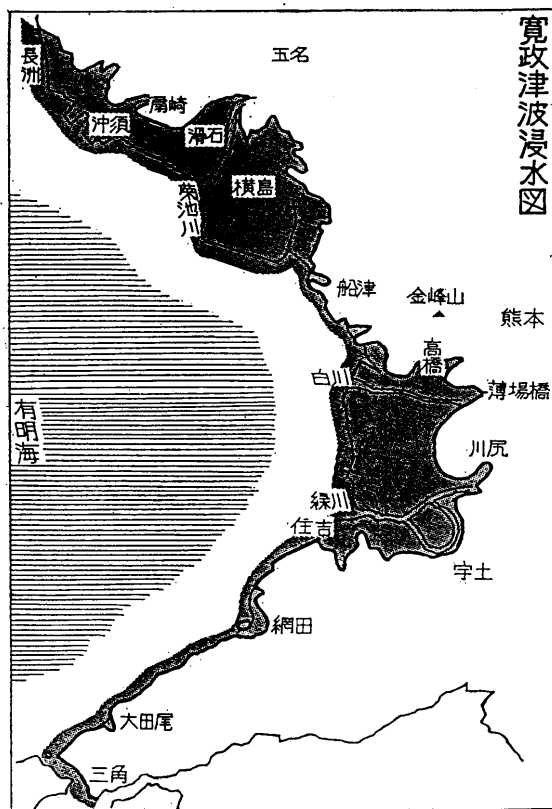 寛政津波浸水図
玉名
長洲
扇崎
沖須
滑石
横島
菊池川
船津
金峰山
熊本
高橋
白川
薄場橋
有明海
川尻
緑川
住吉
宇土
網田
大田尾
三角